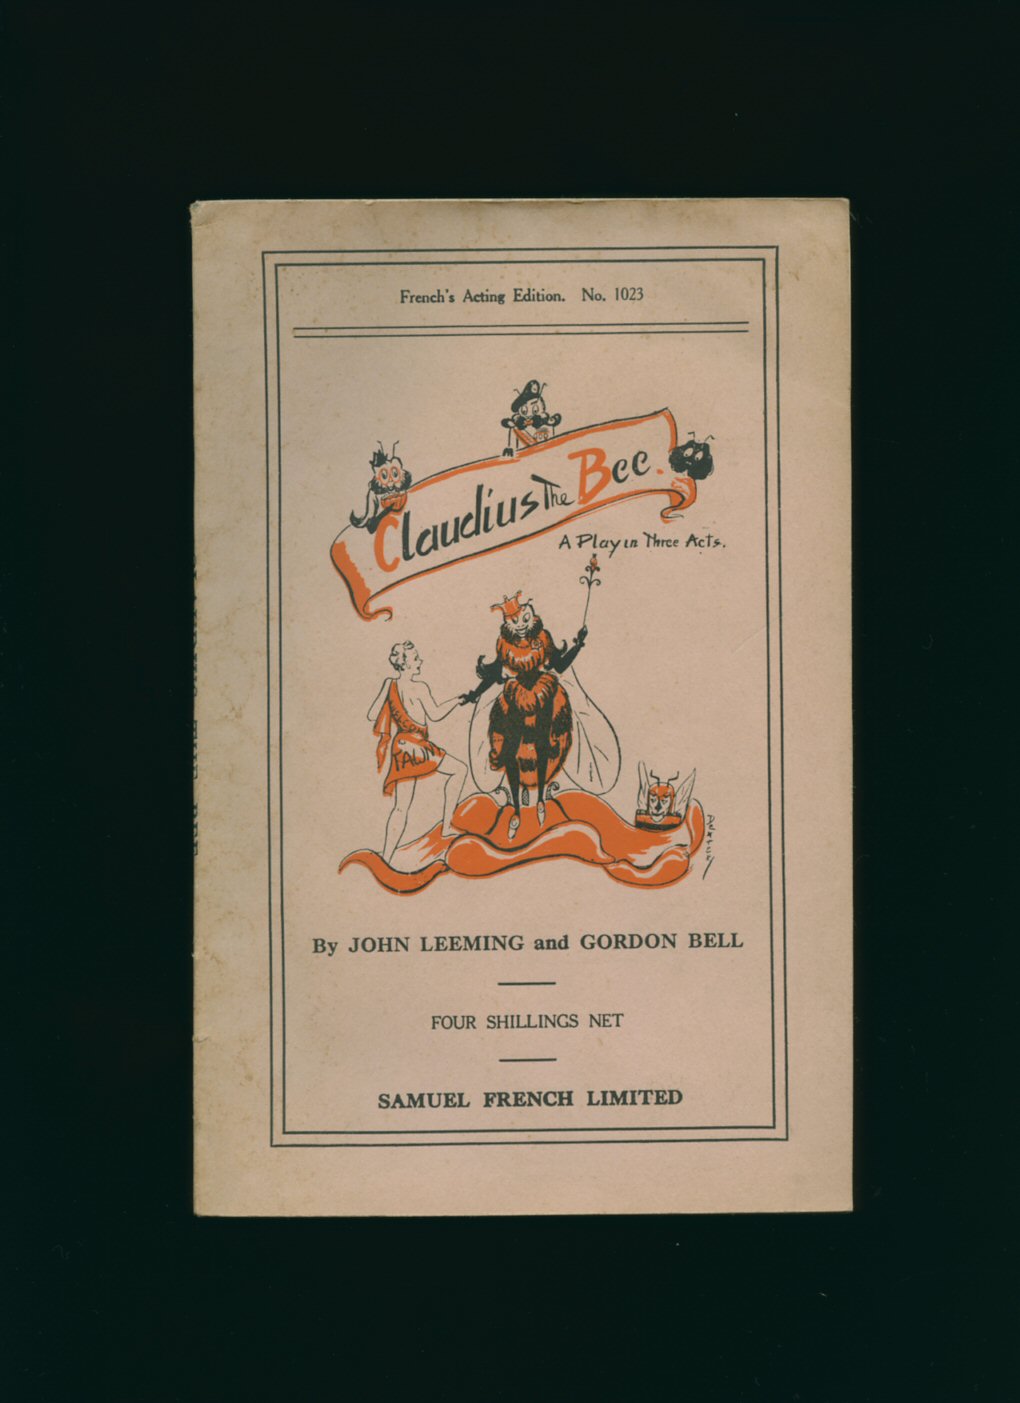 French's Acting Edition. No. 1023
Claudius The Bee.
A Play in Three Acts.
FAWN
By JOHN LEEMING and GORDON BELL
FOUR SHILLINGS NET
SAMUEL FRENCH LIMITED